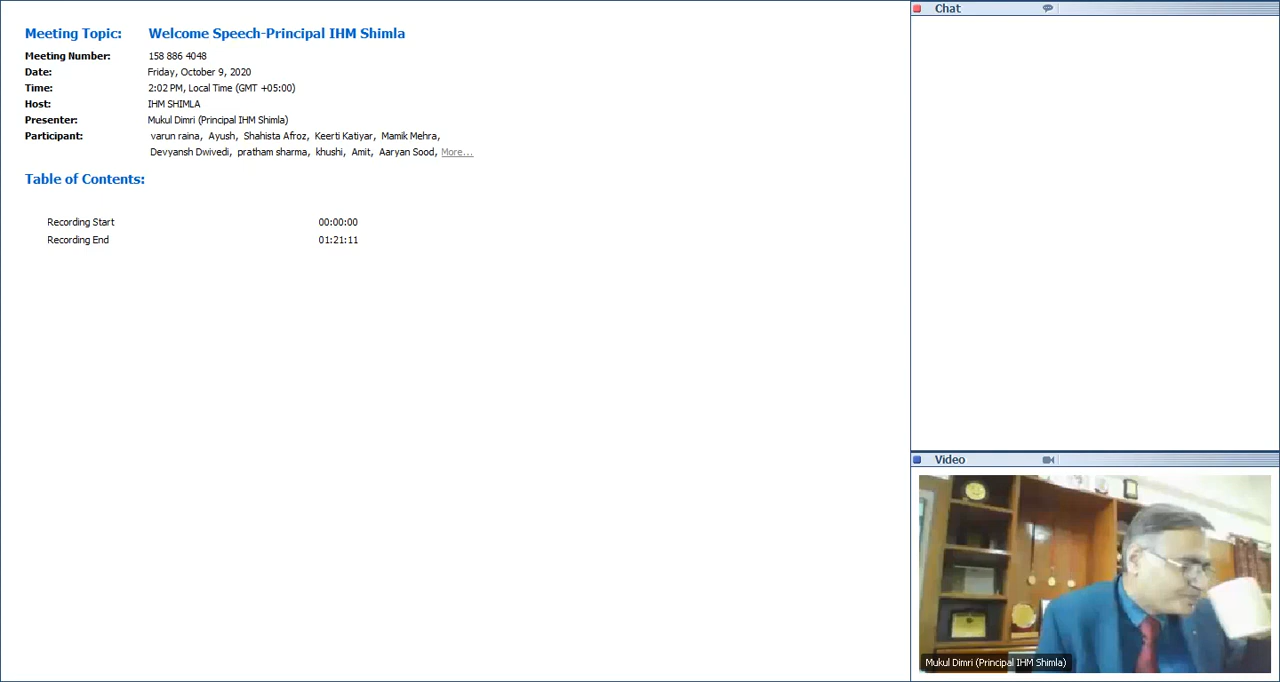 Meeting Topic: Welcome Speech-Principal IHM Shimla
Meeting Number: 158 886 4048
Date: Friday, October 9, 2020
Time: 2:02 PM, Local Time (GMT +05:00)
Host: IHM SHIMLA
Presenter: Mukul Dimri (Principal IHM Shimla)
Participant: varun raina, Ayush, Shahista Afroz, Keerti Katiyar, Mamik Mehra,
Devyansh Dwivedi, pratham sharma, khushi, Amit, Aaryan Sood, More...
Table of Contents:
Recording Start 00:00:00
Recording End 01:21:11
Chat
Video
Mukul Dimri (Principal IHM Shimla)